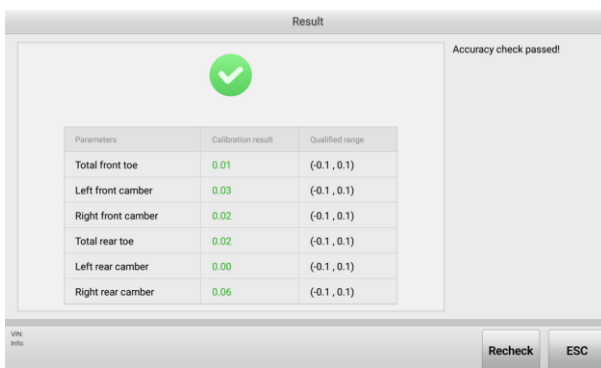 Result
Accuracy check passed!
Parameters Calibration result Qualified range
Total front toe 0.01 (-0.1 , 0.1)
Left front camber 0.03 (-0.1 , 0.1)
Right front camber 0.02 (-0.1 , 0.1)
Total rear toe 0.02 (-0.1 , 0.1)
Left rear camber 0.00 (-0.1 , 0.1)
Right rear camber 0.06 (-0.1 , 0.1)
VIN:
Info:
Recheck ESC